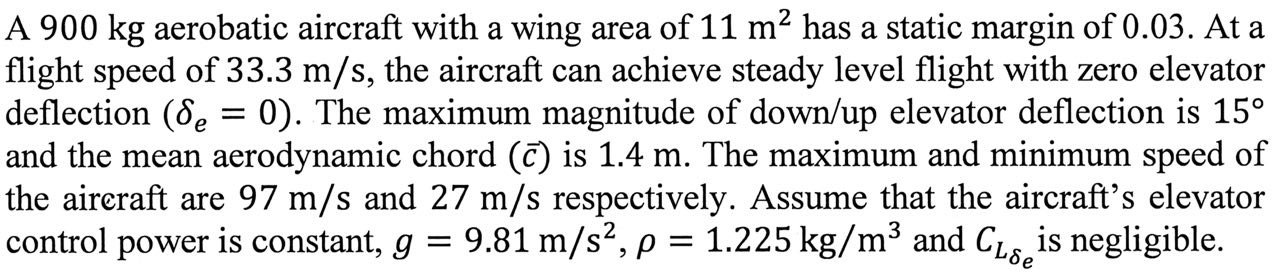 A 900 kg aerobatic aircraft with a wing area of 11 m² has a static margin of 0.03. At a
flight speed of 33.3 m/s, the aircraft can achieve steady level flight with zero elevator
deflection (δₑ = 0). The maximum magnitude of down/up elevator deflection is 15°
and the mean aerodynamic chord (c̄) is 1.4 m. The maximum and minimum speed of
the aircraft are 97 m/s and 27 m/s respectively. Assume that the aircraft's elevator
control power is constant, g = 9.81 m/s², ρ = 1.225 kg/m³ and C_{L_{δ_e}} is negligible.